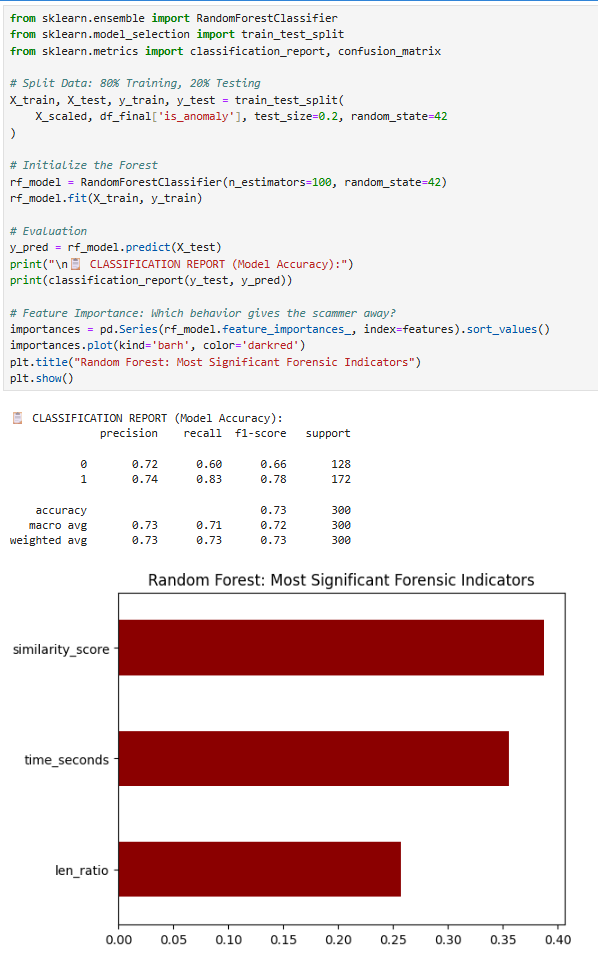 from sklearn.ensemble import RandomForestClassifier
from sklearn.model_selection import train_test_split
from sklearn.metrics import classification_report, confusion_matrix

# Split Data: 80% Training, 20% Testing
X_train, X_test, y_train, y_test = train_test_split(
    X_scaled, df_final['is_anomaly'], test_size=0.2, random_state=42
)

# Initialize the Forest
rf_model = RandomForestClassifier(n_estimators=100, random_state=42)
rf_model.fit(X_train, y_train)

# Evaluation
y_pred = rf_model.predict(X_test)
print("\n📋 CLASSIFICATION REPORT (Model Accuracy):")
print(classification_report(y_test, y_pred))

# Feature Importance: Which behavior gives the scammer away?
importances = pd.Series(rf_model.feature_importances_, index=features).sort_values()
importances.plot(kind='barh', color='darkred')
plt.title("Random Forest: Most Significant Forensic Indicators")
plt.show()

📋 CLASSIFICATION REPORT (Model Accuracy):
              precision    recall  f1-score   support

           0       0.72      0.60      0.66       128
           1       0.74      0.83      0.78       172

    accuracy                           0.73       300
   macro avg       0.73      0.71      0.72       300
weighted avg       0.73      0.73      0.73       300

Random Forest: Most Significant Forensic Indicators
similarity_score
time_seconds
len_ratio
0.00 0.05 0.10 0.15 0.20 0.25 0.30 0.35 0.40